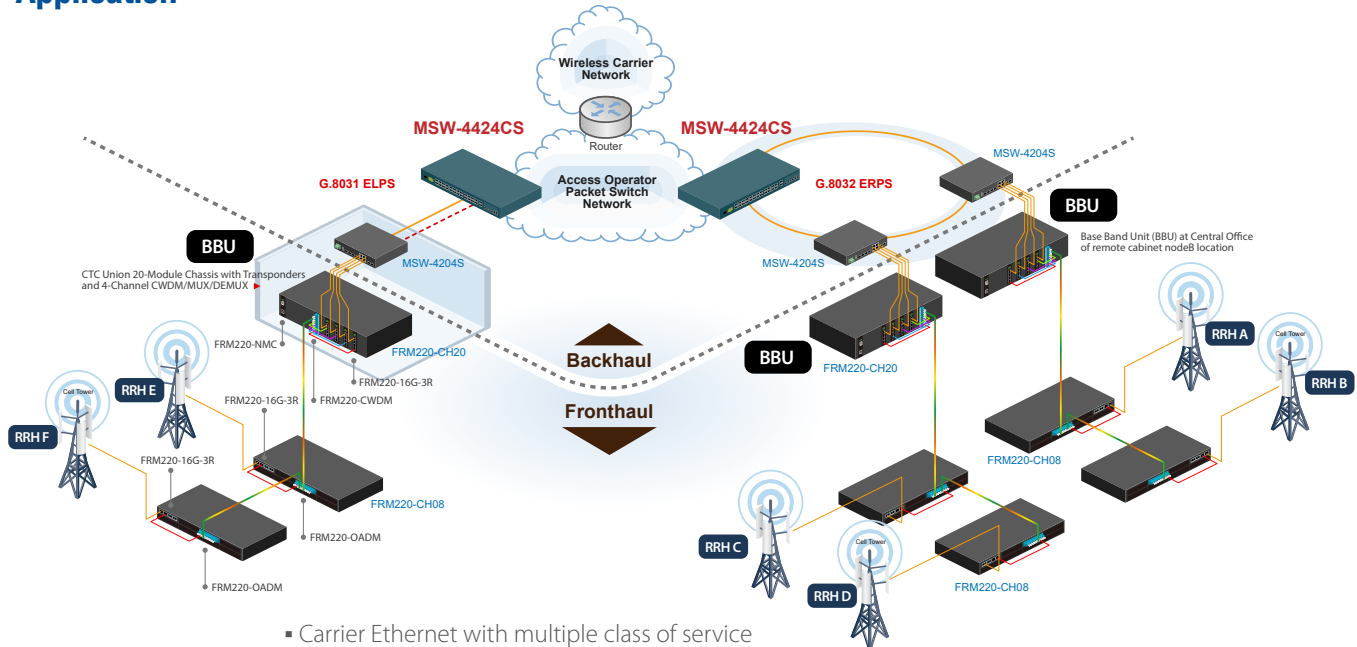 Application
Wireless Carrier
Network
MSW-4424CS
MSW-4424CS
Router
MSW-4204S
G.8031 ELPS
Access Operator
Packet Switch
Network
G.8032 ERPS
BBU
BBU
Base Band Unit (BBU) at Central Office
of remote cabinet nodeB location
MSW-4204S
MSW-4204S
CTC Union 20-Module Chassis with Transponders
and 4-Channel CWDM/MUX/DEMUX
FRM220-NMC
FRM220-CH20
Backhaul
BBU
FRM220-CH20
RRH A
RRH B
FRM220-16G-3R
FRM220-CWDM
Fronthaul
Cell Tower
RRH E
FRM220-16G-3R
Cell Tower
RRH F
FRM220-16G-3R
FRM220-CH08
FRM220-CH08
FRM220-OADM
FRM220-OADM
RRH C
Cell Tower
RRH D
FRM220-CH08
▪ Carrier Ethernet with multiple class of service